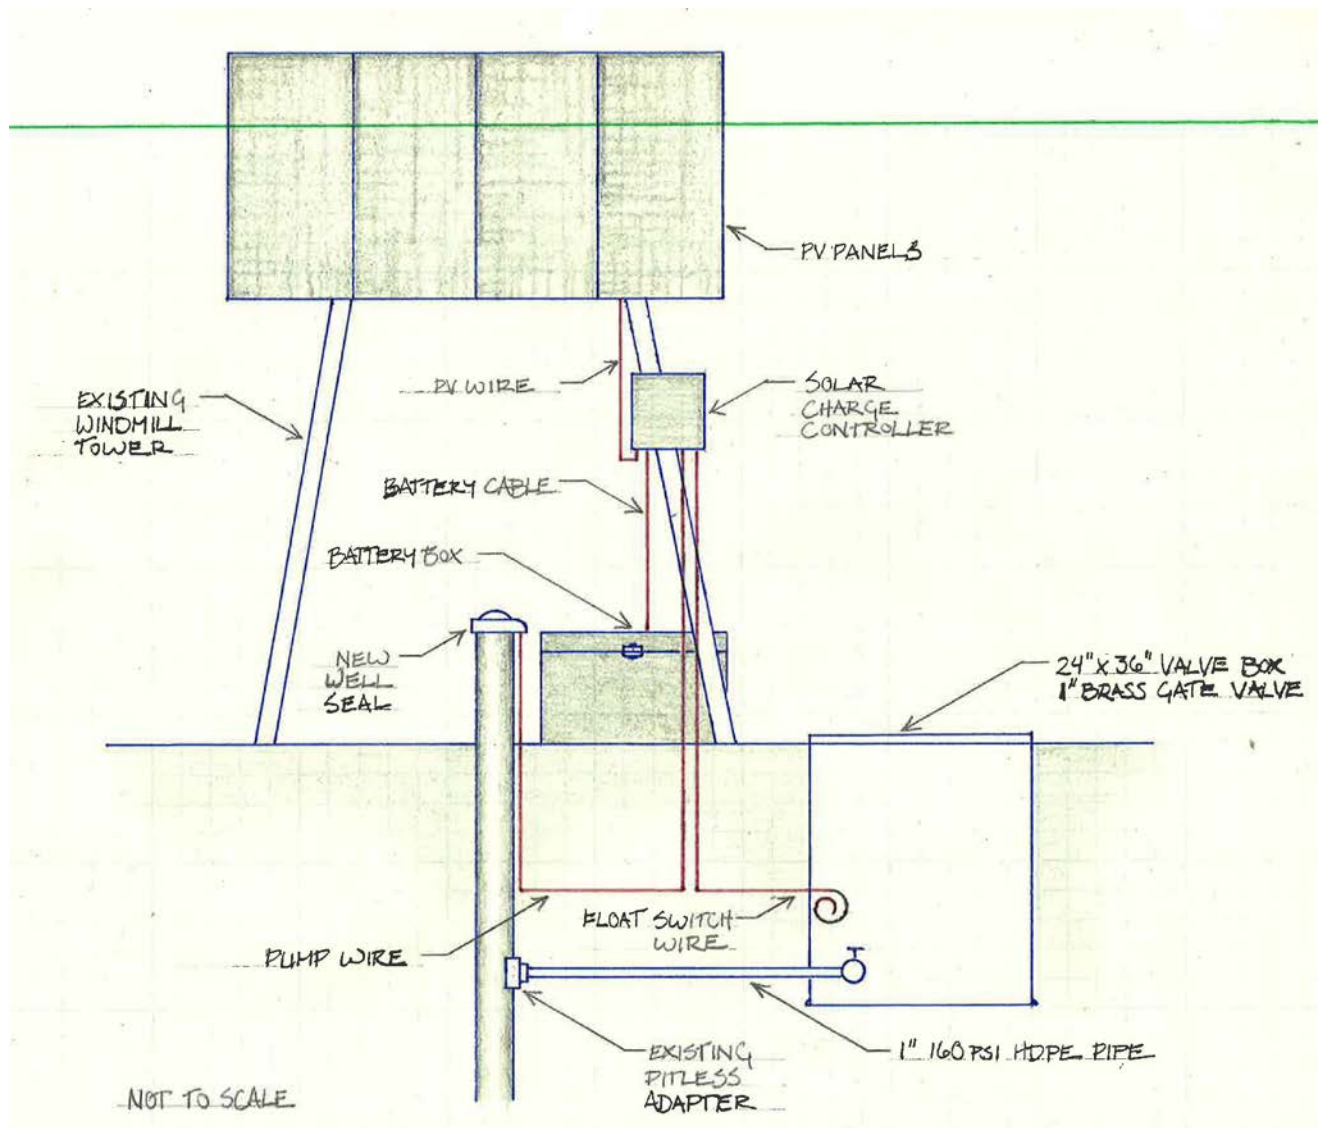 PV PANELS
PV WIRE
SOLAR
CHARGE
CONTROLLER
EXISTING
WINDMILL
TOWER
BATTERY CABLE
BATTERY BOX
NEW
WELL
SEAL
24" X 36" VALVE BOX
1" BRASS GATE VALVE
FLOAT SWITCH
WIRE
PUMP WIRE
EXISTING
PITLESS
ADAPTER
1" 160 PSI HDPE PIPE
NOT TO SCALE